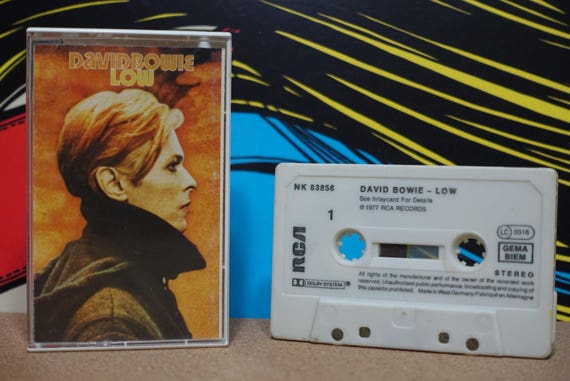 DAVID BOWIE
LOW
NK 83856
DAVID BOWIE – LOW
See Inlaycard For Details
℗ 1977 RCA RECORDS
1
RCA
LC 0316
GEMA
BIEM
STEREO
DOLBY SYSTEM
All rights of the manufacturer and of the owner of the recorded work
reserved. Unauthorised public performance, broadcasting and copying of
this cassette prohibited. Made in West Germany-Fabriqué en Allemagne